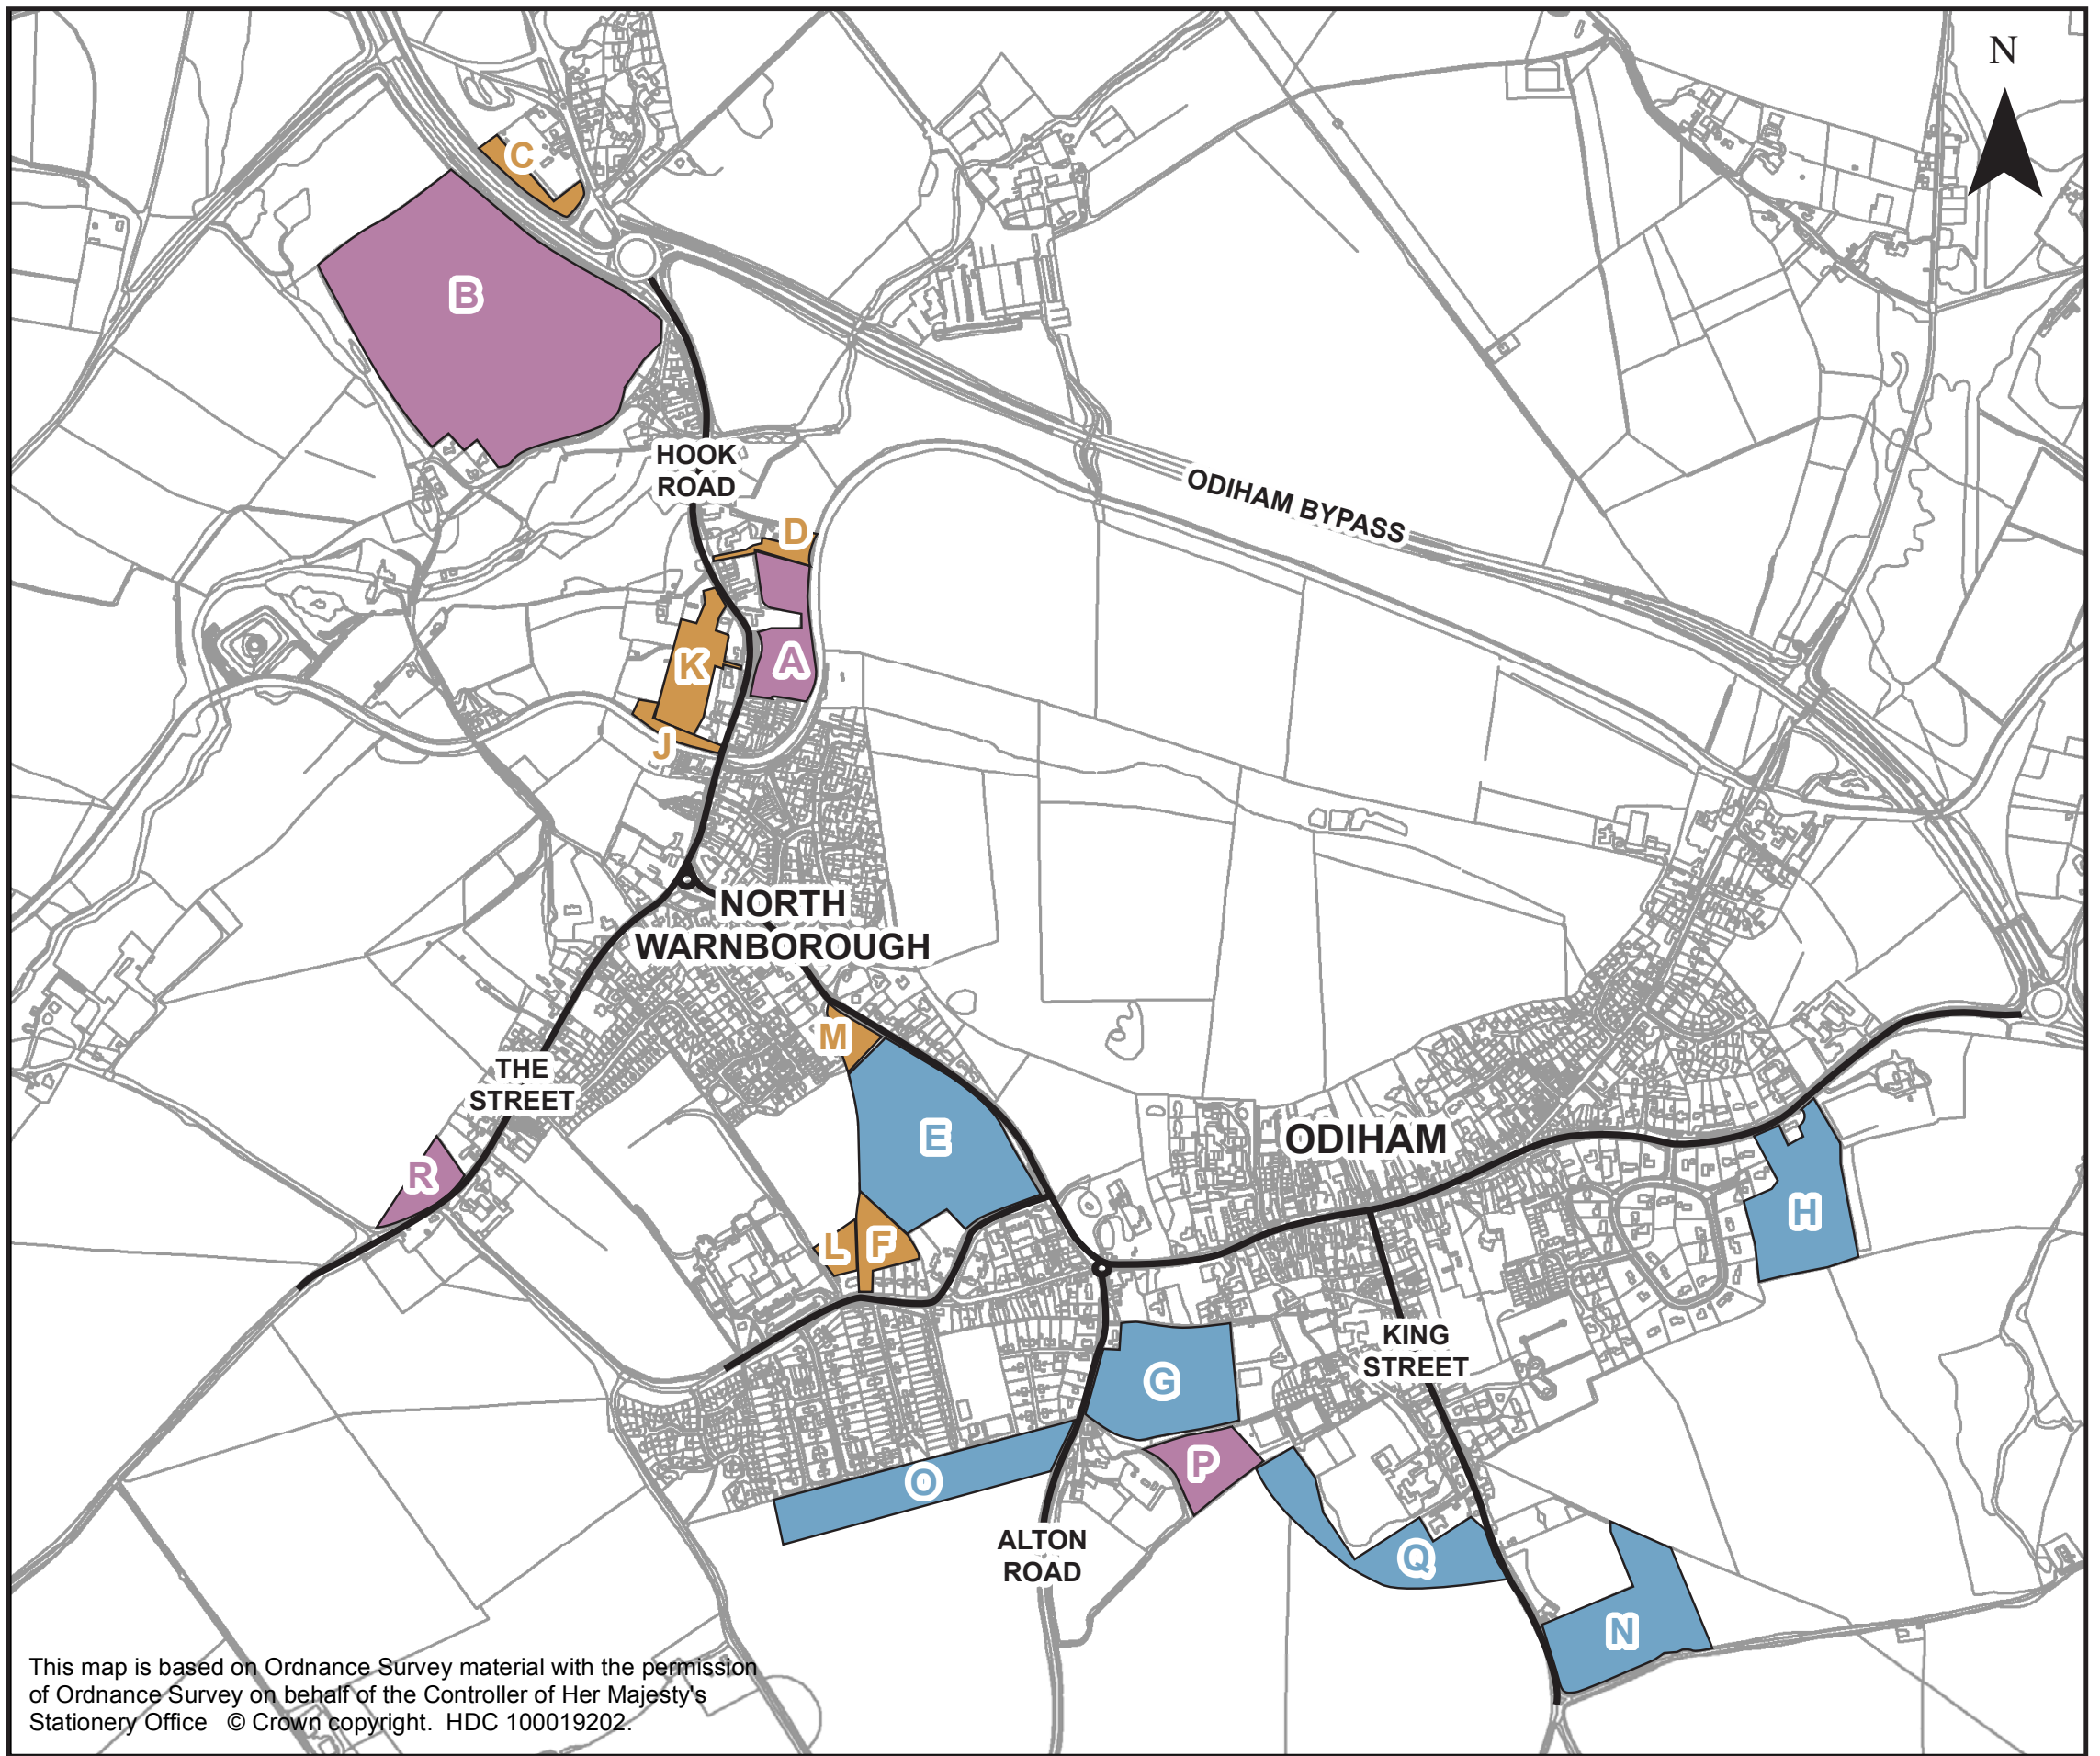 N
C
B
HOOK
ROAD
ODIHAM BYPASS
D
A
K
J
NORTH
WARNBOROUGH
M
THE
STREET
E
ODIHAM
R
H
L
F
KING
STREET
G
P
O
ALTON
ROAD
Q
N
This map is based on Ordnance Survey material with the permission
of Ordnance Survey on behalf of the Controller of Her Majesty's
Stationery Office © Crown copyright. HDC 100019202.